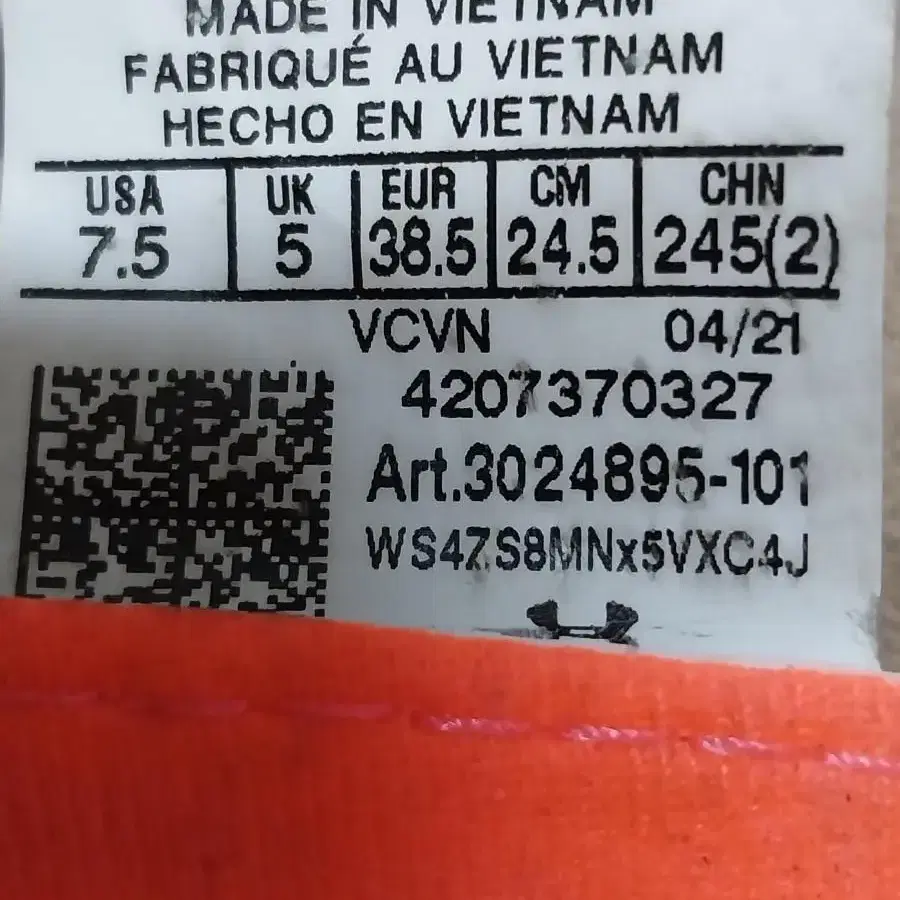 MADE IN VIETNAM
FABRIQUÉ AU VIETNAM
HECHO EN VIETNAM
USA UK EUR CM CHN
7.5 5 38.5 24.5 245(2)
VCVN 04/21
4207370327
Art.3024895-101
WS4ZS8MNx5VXC4J